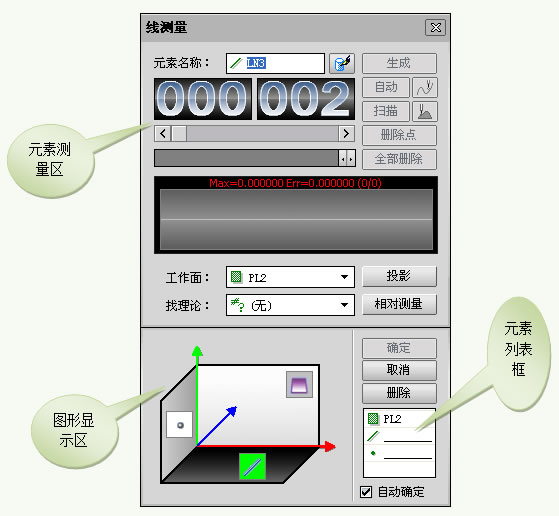 线测量
元素名称： LN3
生成
000 002
自动
扫描
删除点
全部删除
元素测
量区
Max=0.000000 Err=0.000000 (0/0)
工作面： PL2
投影
找理论： ≠? (无)
相对测量
确定
取消
删除
PL2
自动确定
图形显
示区
元素
列表
框